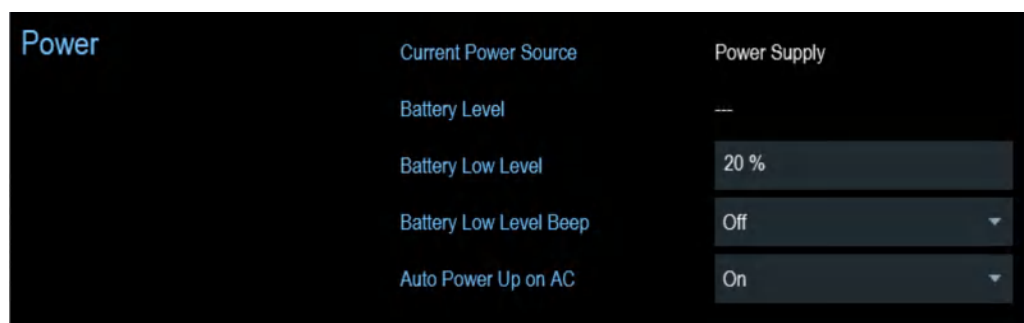 Power
Current Power Source Power Supply
Battery Level ---
Battery Low Level 20 %
Battery Low Level Beep Off
Auto Power Up on AC On